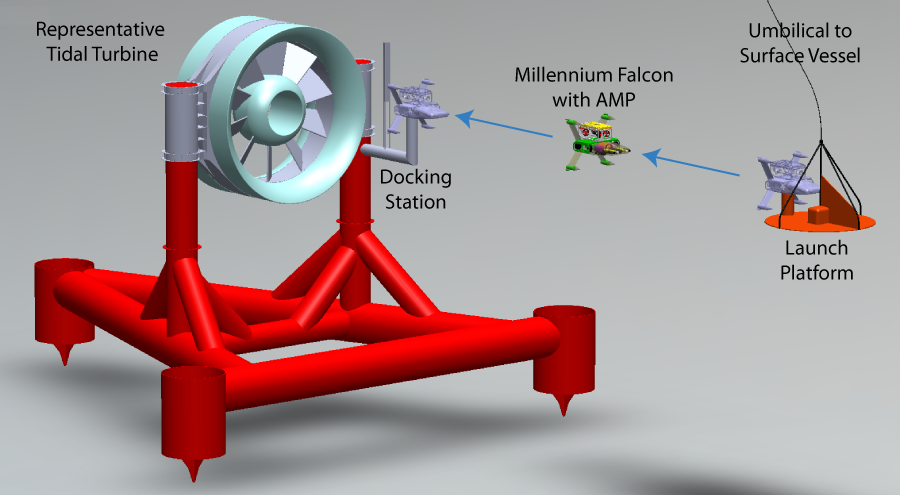 Representative
Tidal Turbine
Umbilical to
Surface Vessel
Millennium Falcon
with AMP
Docking
Station
Launch
Platform